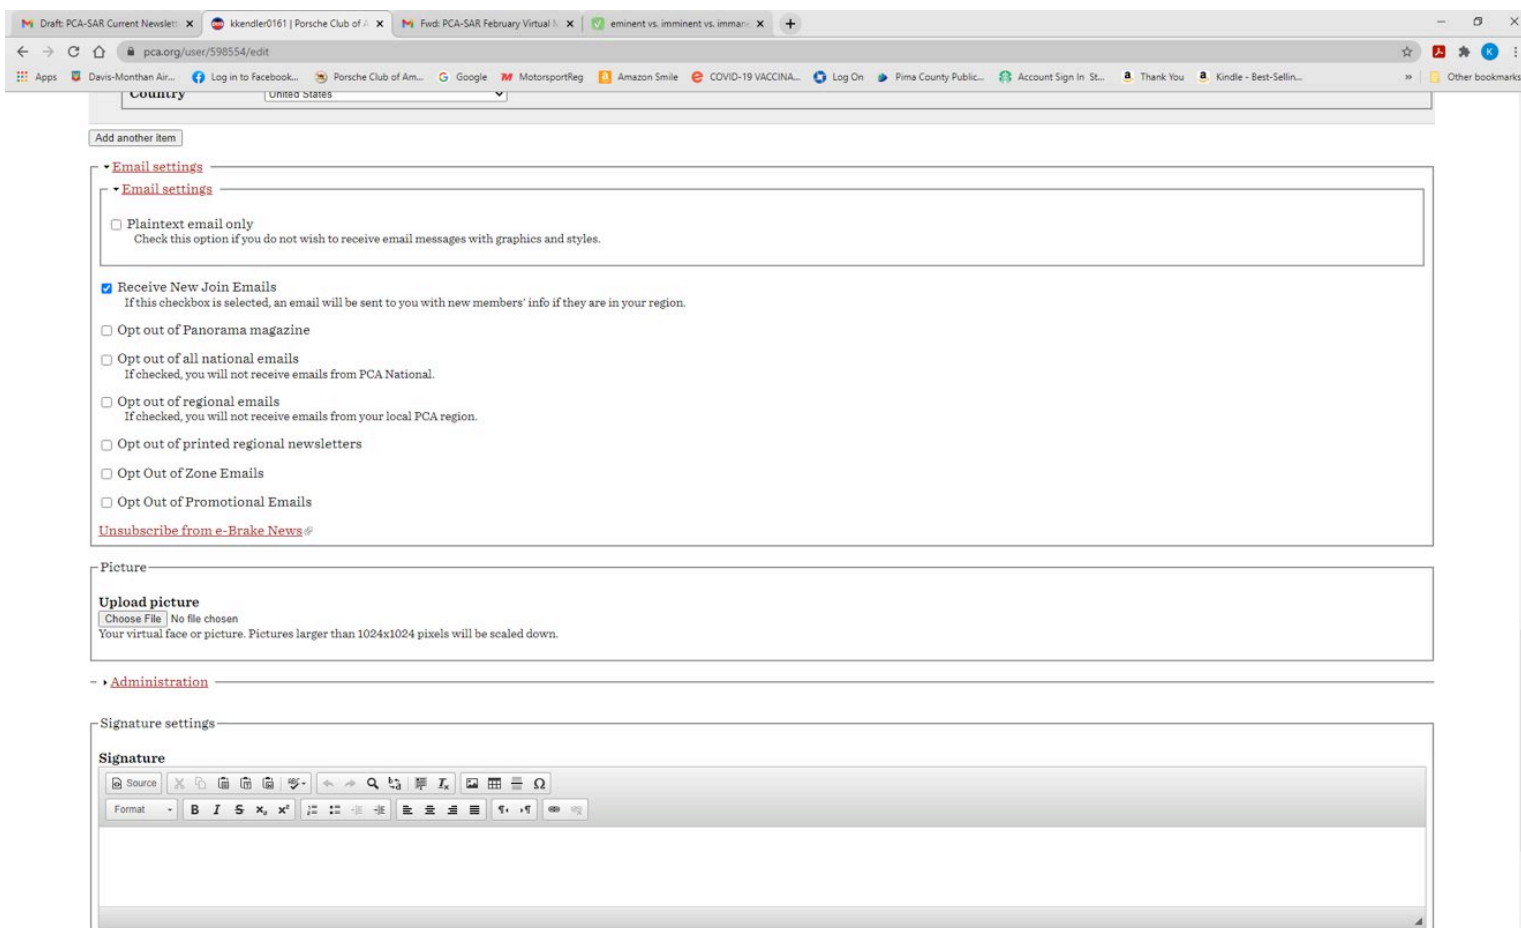 Draft: PCA-SAR Current Newslett
kkendler0161 | Porsche Club of A
Fwd: PCA-SAR February Virtual M
eminent vs. imminent vs. immane
pca.org/user/598554/edit
K
Apps
Davis-Monthan Air...
Log in to Facebook...
Porsche Club of Am...
Google
MotorsportReg
Amazon Smile
COVID-19 VACCINA...
Log On
Pima County Public...
Account Sign In St...
Thank You
Kindle - Best-Sellin...
»
Other bookmarks
Country
United States
Add another item
Email settings
Email settings
Plaintext email only
Check this option if you do not wish to receive email messages with graphics and styles.
Receive New Join Emails
If this checkbox is selected, an email will be sent to you with new members' info if they are in your region.
Opt out of Panorama magazine
Opt out of all national emails
If checked, you will not receive emails from PCA National.
Opt out of regional emails
If checked, you will not receive emails from your local PCA region.
Opt out of printed regional newsletters
Opt Out of Zone Emails
Opt Out of Promotional Emails
Unsubscribe from e-Brake News
Picture
Upload picture
Choose File No file chosen
Your virtual face or picture. Pictures larger than 1024x1024 pixels will be scaled down.
Administration
Signature settings
Signature
Source
Format B I S x₂ x²